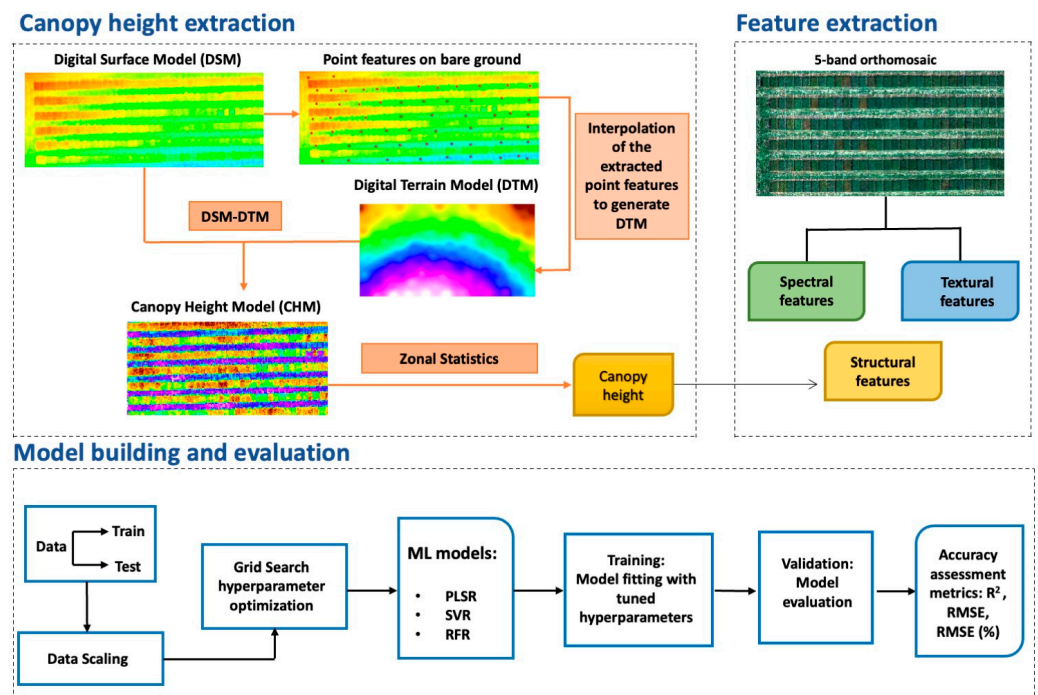 Canopy height extraction
Digital Surface Model (DSM)
Point features on bare ground
Interpolation
of the
extracted
point features
to generate
DTM
Digital Terrain Model (DTM)
DSM-DTM
Canopy Height Model (CHM)
Zonal Statistics
Canopy
height
Feature extraction
5-band orthomosaic
Spectral
features
Textural
features
Structural
features
Model building and evaluation
Data
Train
Test
Data Scaling
Grid Search
hyperparameter
optimization
ML models:
• PLSR
• SVR
• RFR
Training:
Model fitting with
tuned
hyperparameters
Validation:
Model
evaluation
Accuracy
assessment
metrics: R²,
RMSE,
RMSE (%)